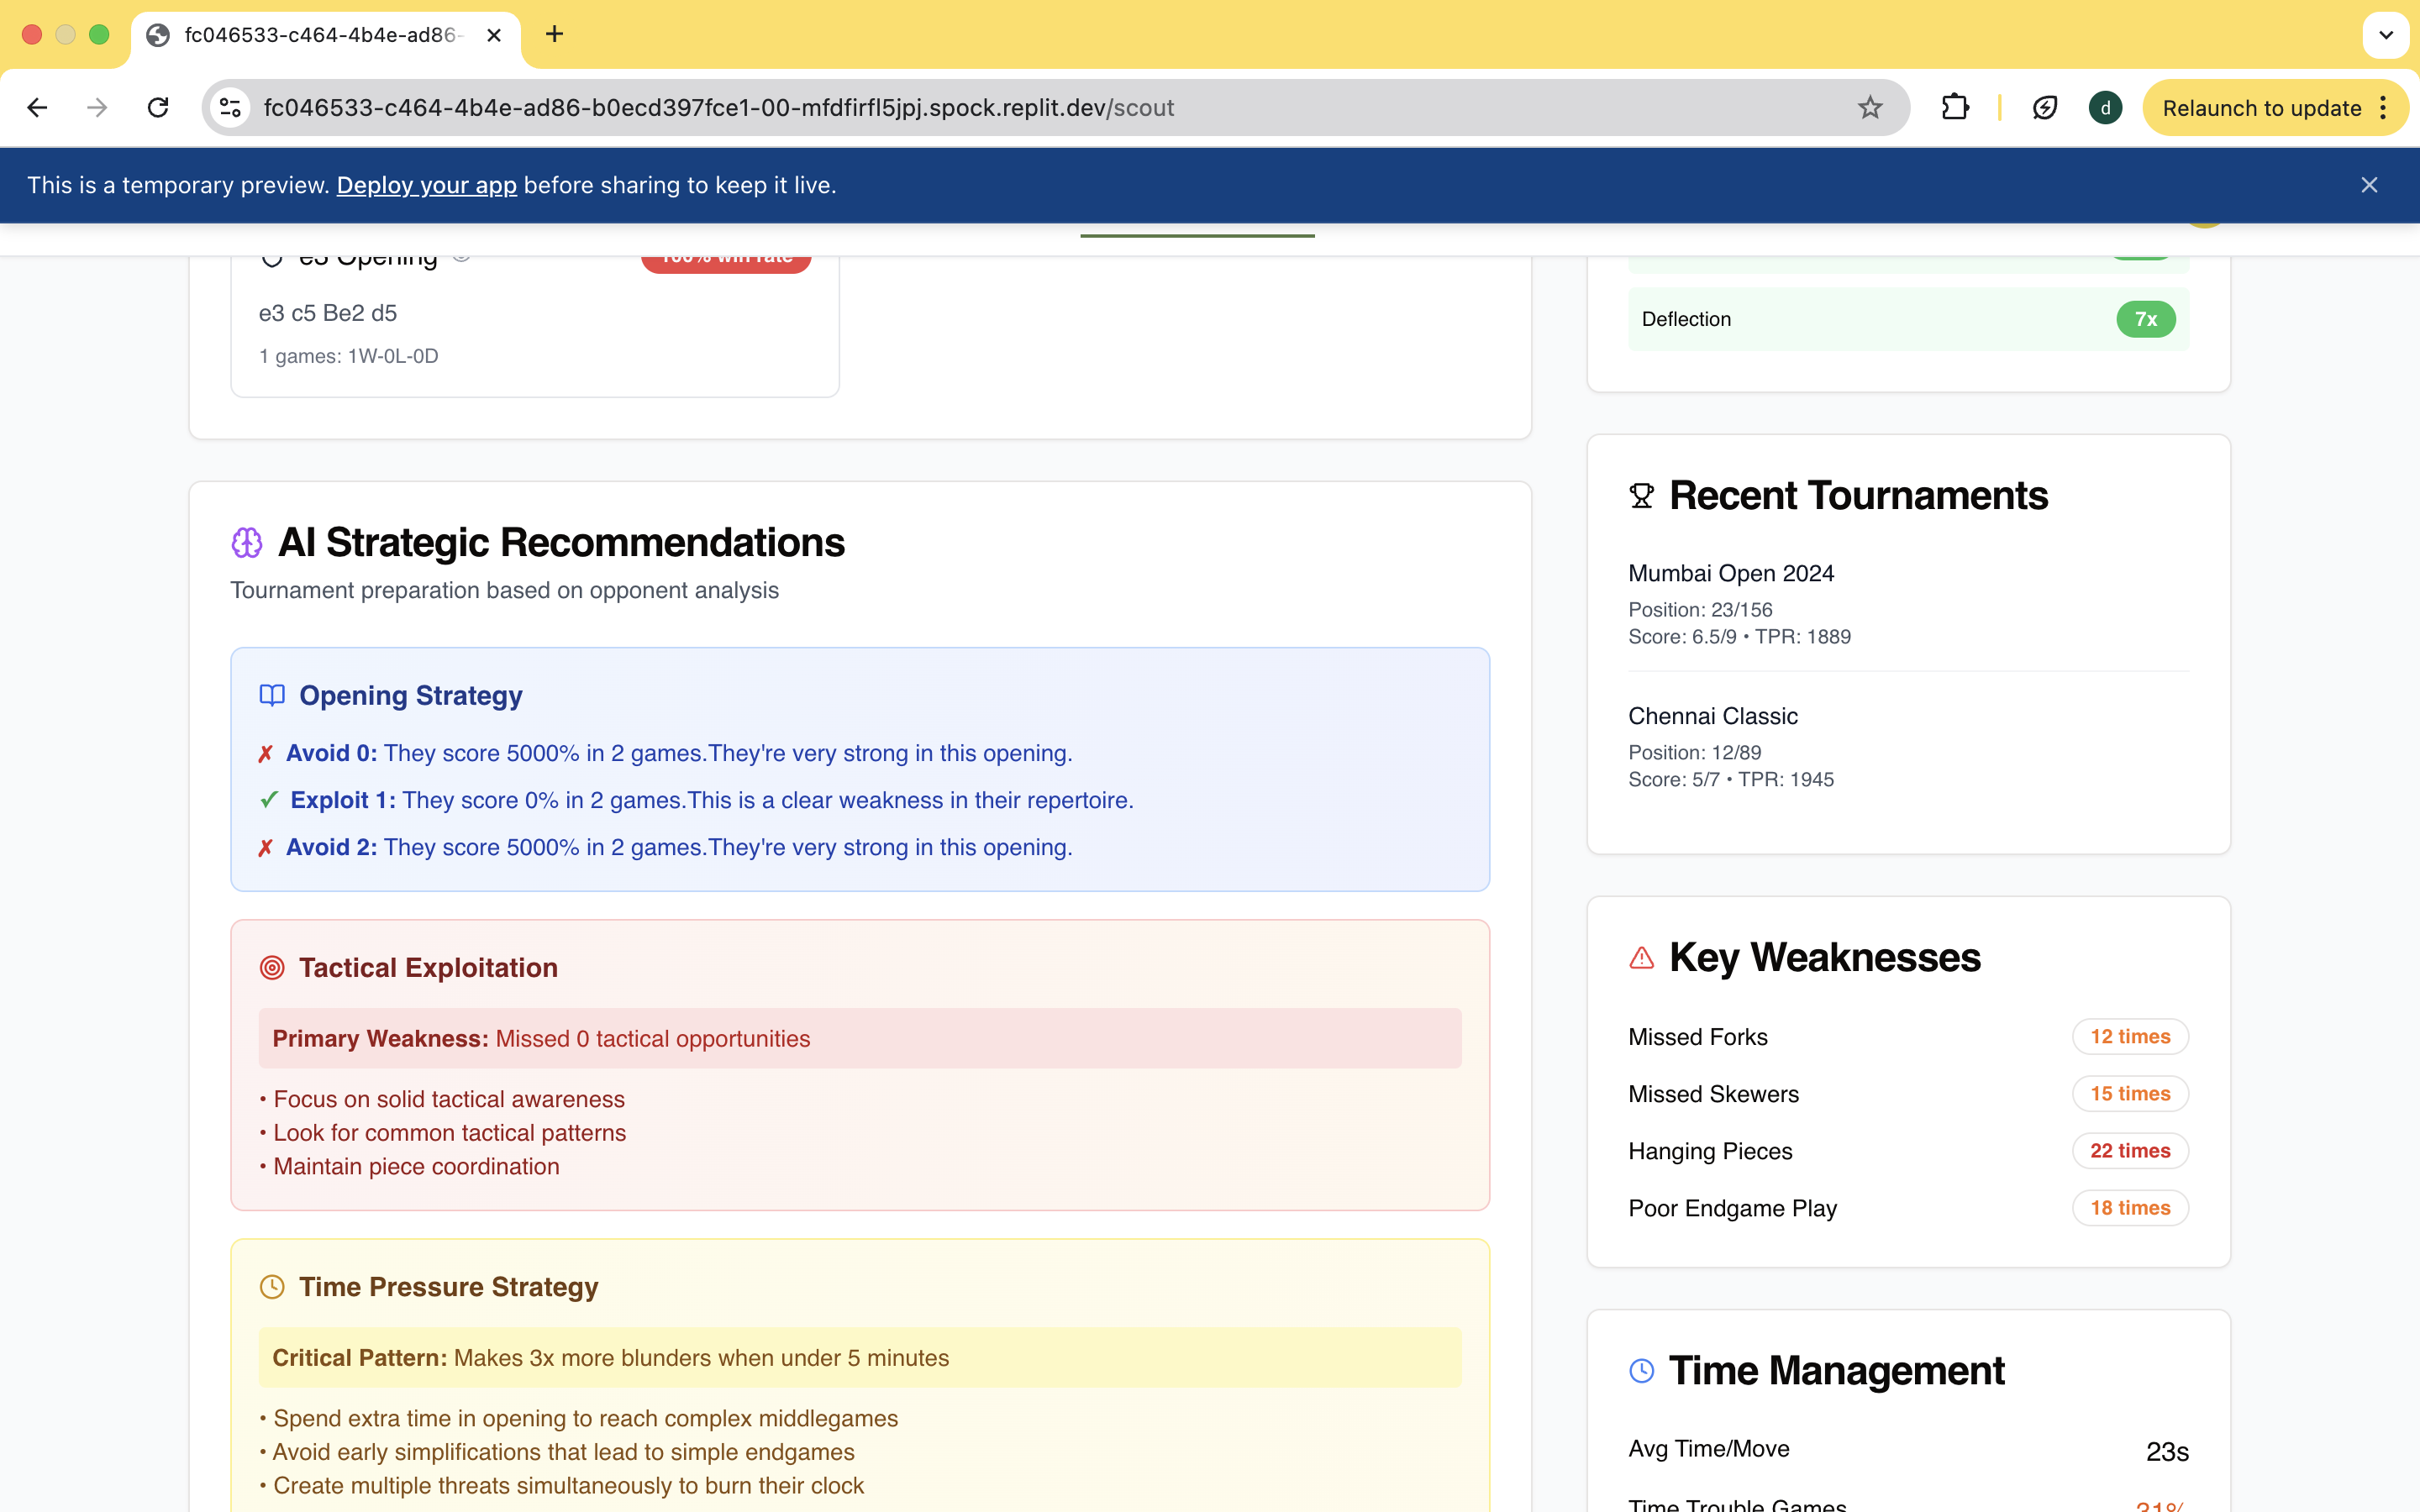 fc046533-c464-4b4e-ad86-
fc046533-c464-4b4e-ad86-b0ecd397fce1-00-mfdfirfl5jpj.spock.replit.dev/scout
d
Relaunch to update
This is a temporary preview. Deploy your app before sharing to keep it live.
e3 Opening
100% win rate
e3 c5 Be2 d5
1 games: 1W-0L-0D
AI Strategic Recommendations
Tournament preparation based on opponent analysis
Opening Strategy
✗ Avoid 0: They score 5000% in 2 games.They're very strong in this opening.
✓ Exploit 1: They score 0% in 2 games.This is a clear weakness in their repertoire.
✗ Avoid 2: They score 5000% in 2 games.They're very strong in this opening.
Tactical Exploitation
Primary Weakness: Missed 0 tactical opportunities
• Focus on solid tactical awareness
• Look for common tactical patterns
• Maintain piece coordination
Time Pressure Strategy
Critical Pattern: Makes 3x more blunders when under 5 minutes
• Spend extra time in opening to reach complex middlegames
• Avoid early simplifications that lead to simple endgames
• Create multiple threats simultaneously to burn their clock
Deflection 7x
Recent Tournaments
Mumbai Open 2024
Position: 23/156
Score: 6.5/9 • TPR: 1889
Chennai Classic
Position: 12/89
Score: 5/7 • TPR: 1945
Key Weaknesses
Missed Forks 12 times
Missed Skewers 15 times
Hanging Pieces 22 times
Poor Endgame Play 18 times
Time Management
Avg Time/Move 23s
Time Trouble Games 31%